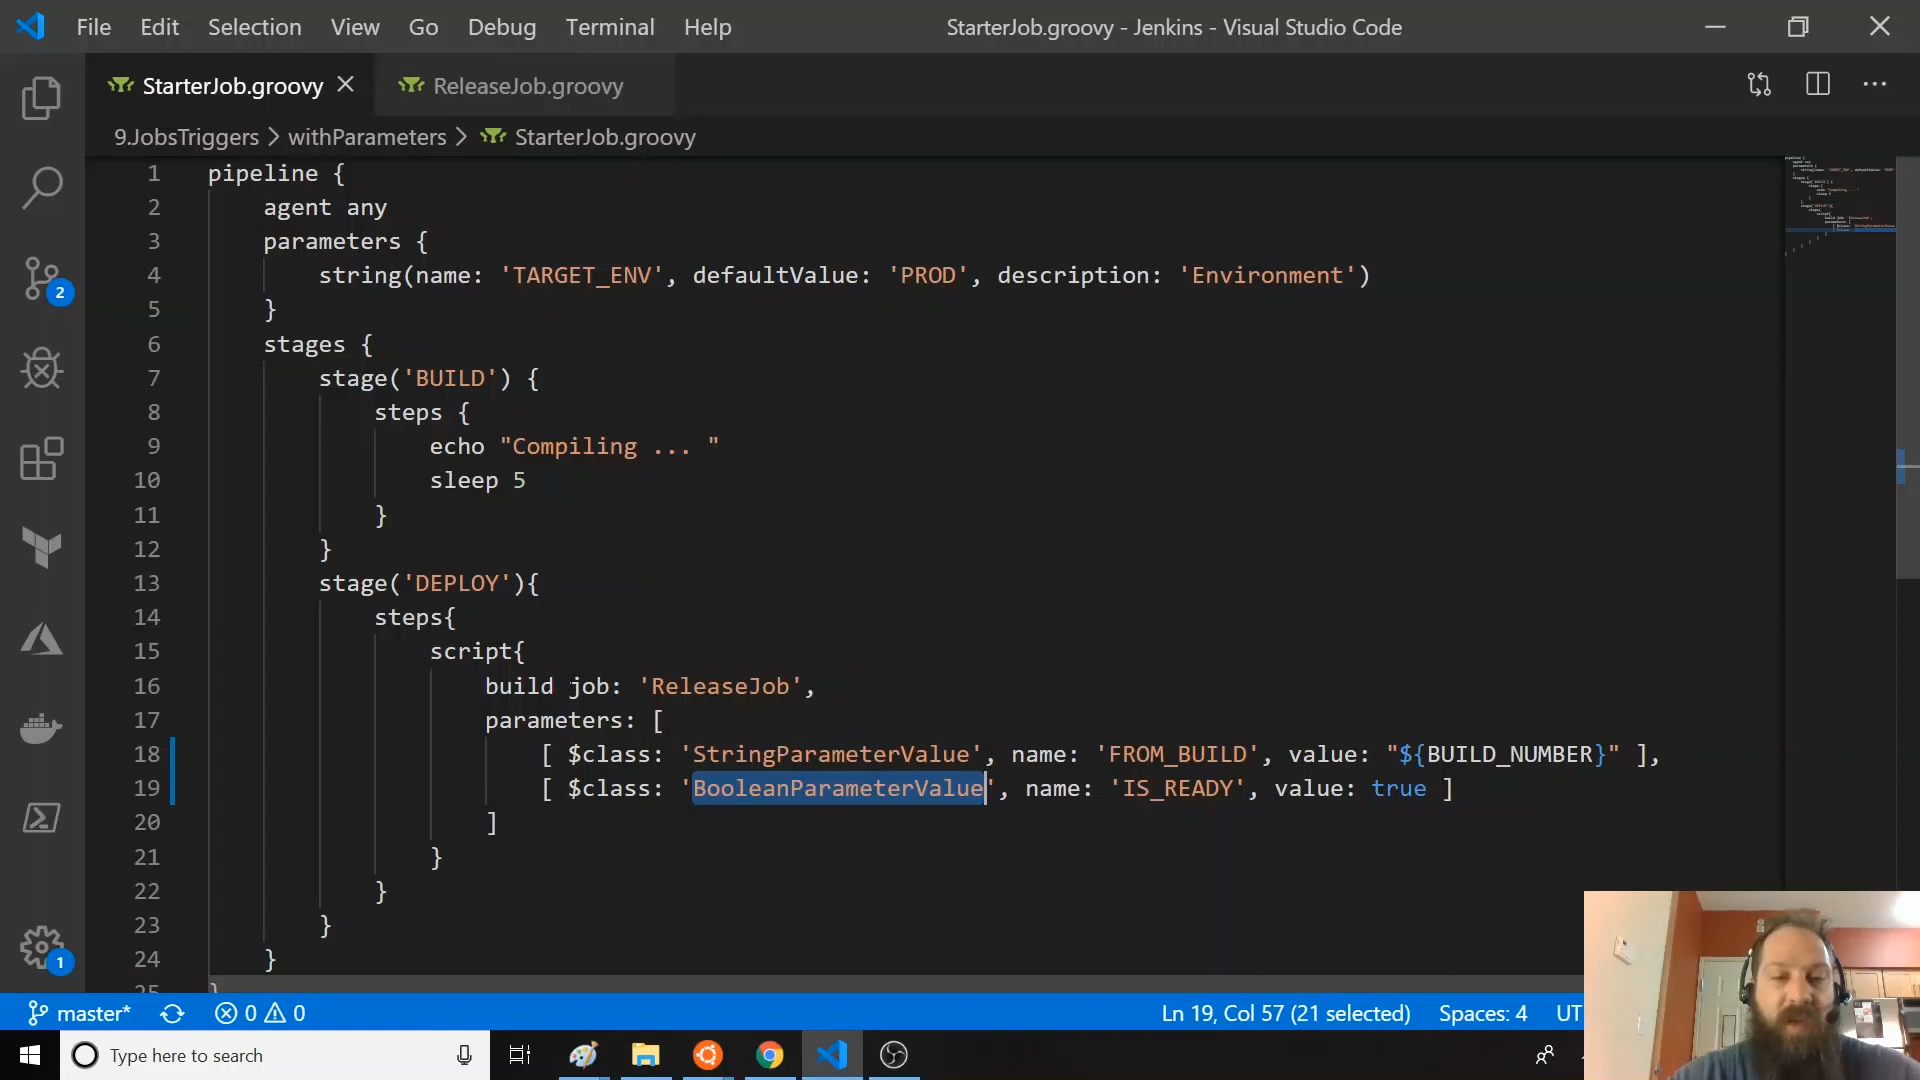 File Edit Selection View Go Debug Terminal Help StarterJob.groovy - Jenkins - Visual Studio Code
StarterJob.groovy ReleaseJob.groovy
9.JobsTriggers > withParameters > StarterJob.groovy
1 pipeline {
2 agent any
3 parameters {
4 string(name: 'TARGET_ENV', defaultValue: 'PROD', description: 'Environment')
5 }
6 stages {
7 stage('BUILD') {
8 steps {
9 echo "Compiling ... "
10 sleep 5
11 }
12 }
13 stage('DEPLOY'){
14 steps{
15 script{
16 build job: 'ReleaseJob',
17 parameters: [
18 [ $class: 'StringParameterValue', name: 'FROM_BUILD', value: "${BUILD_NUMBER}" ],
19 [ $class: 'BooleanParameterValue', name: 'IS_READY', value: true ]
20 ]
21 }
22 }
23 }
24 }
25 }
2
1
master* 0 0 Ln 19, Col 57 (21 selected) Spaces: 4 UT
Type here to search